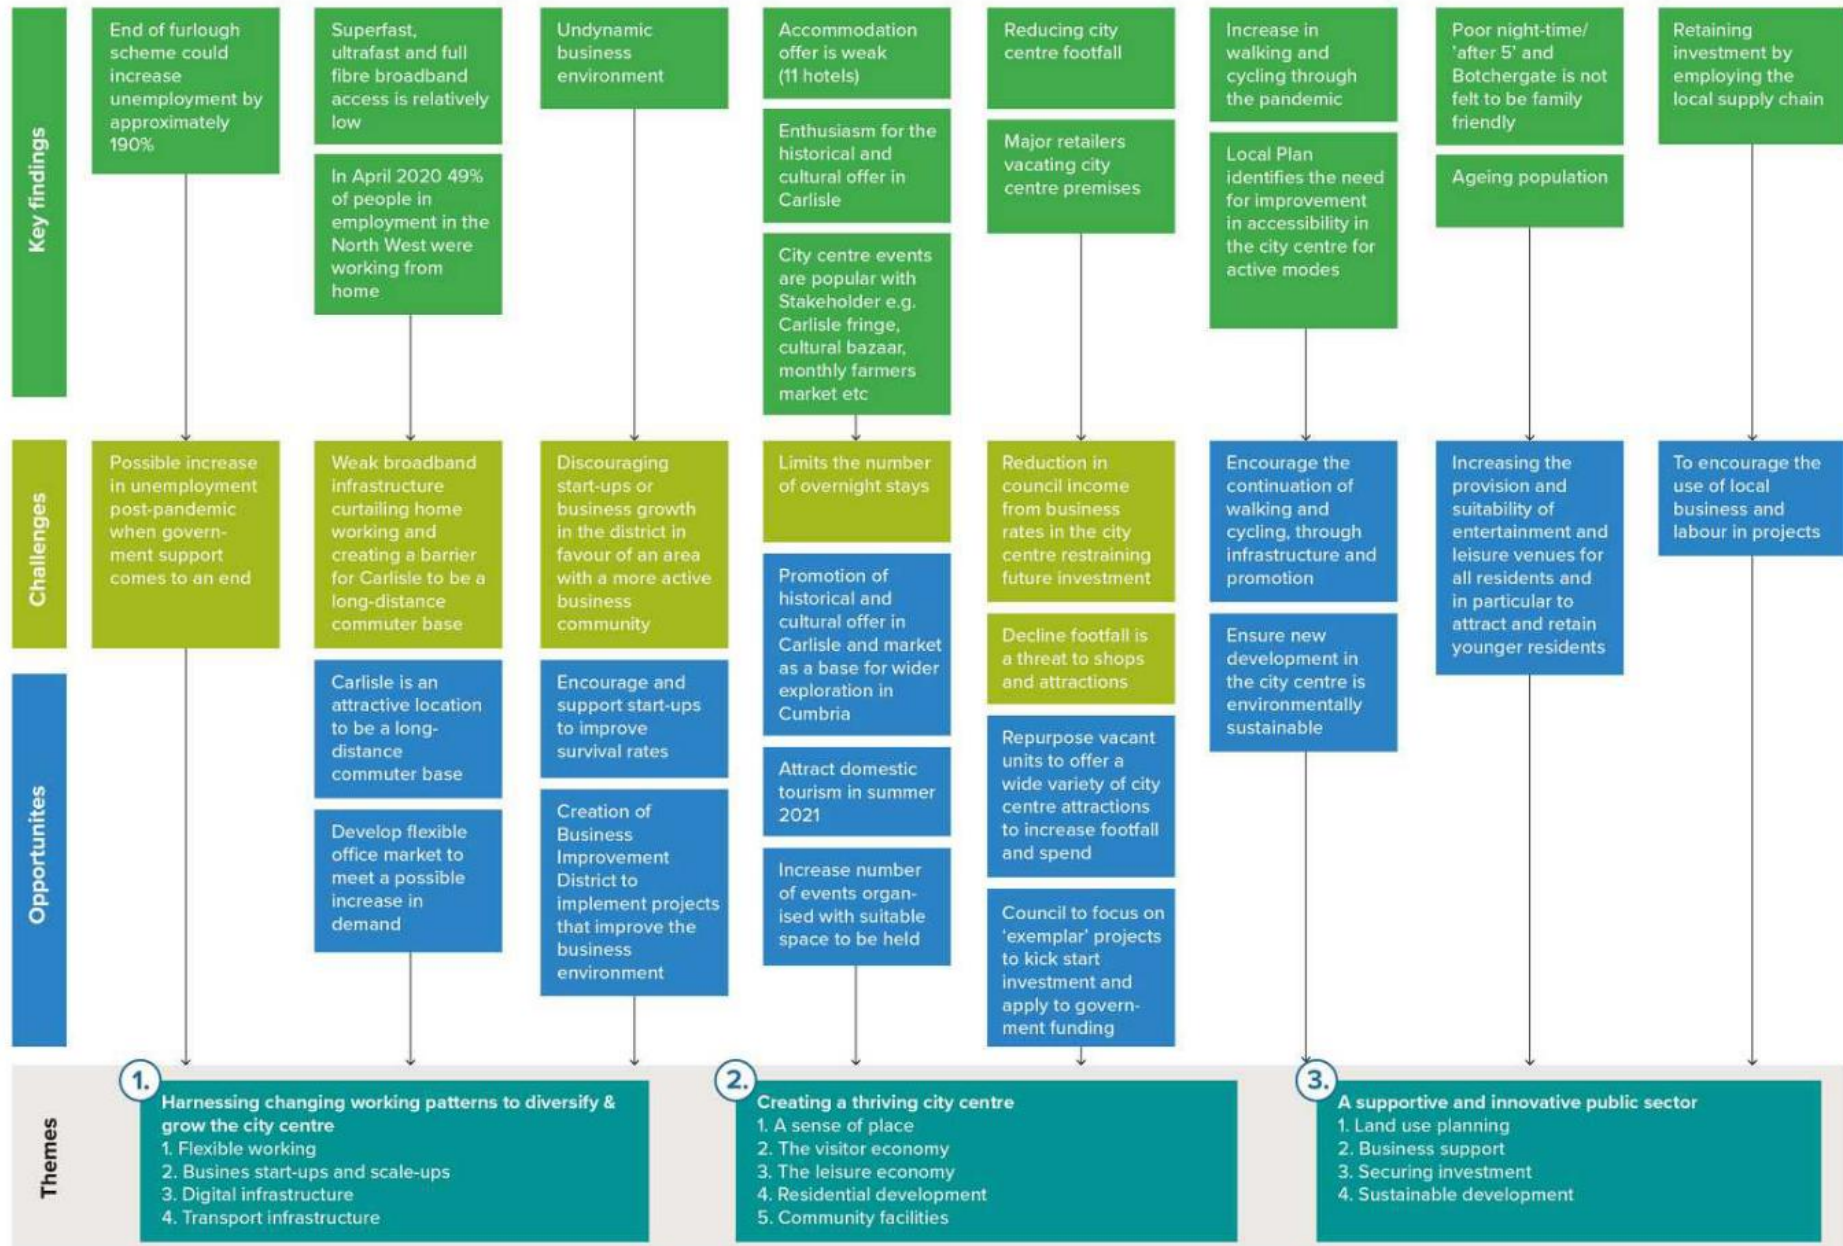 Key findings
End of furlough
scheme could
increase
unemployment by
approximately
190%
Superfast,
ultrafast and full
fibre broadband
access is relatively
low
In April 2020 49%
of people in
employment in the
North West were
working from
home
Undynamic
business
environment
Accommodation
offer is weak
(11 hotels)
Enthusiasm for the
historical and
cultural offer in
Carlisle
City centre events
are popular with
Stakeholder e.g.
Carlisle fringe,
cultural bazaar,
monthly farmers
market etc
Reducing city
centre footfall
Major retailers
vacating city
centre premises
Increase in
walking and
cycling through
the pandemic
Local Plan
identifies the need
for improvement
in accessibility in
the city centre for
active modes
Poor night-time/
'after 5' and
Botchergate is not
felt to be family
friendly
Ageing population
Retaining
investment by
employing the
local supply chain
Challenges
Opportunites
Possible increase
in unemployment
post-pandemic
when govern-
ment support
comes to an end
Weak broadband
infrastructure
curtailing home
working and
creating a barrier
for Carlisle to be a
long-distance
commuter base
Carlisle is an
attractive location
to be a long-
distance
commuter base
Develop flexible
office market to
meet a possible
increase in
demand
Discouraging
start-ups or
business growth
in the district in
favour of an area
with a more active
business
community
Encourage and
support start-ups
to improve
survival rates
Creation of
Business
Improvement
District to
implement projects
that improve the
business
environment
Limits the number
of overnight stays
Promotion of
historical and
cultural offer in
Carlisle and market
as a base for wider
exploration in
Cumbria
Attract domestic
tourism in summer
2021
Increase number
of events organ-
ised with suitable
space to be held
Reduction in
council income
from business
rates in the city
centre restraining
future investment
Decline footfall is
a threat to shops
and attractions
Repurpose vacant
units to offer a
wide variety of city
centre attractions
to increase footfall
and spend
Council to focus on
'exemplar' projects
to kick start
investment and
apply to govern-
ment funding
Encourage the
continuation of
walking and
cycling, through
infrastructure and
promotion
Ensure new
development in
the city centre is
environmentally
sustainable
Increasing the
provision and
suitability of
entertainment and
leisure venues for
all residents and
in particular to
attract and retain
younger residents
To encourage the
use of local
business and
labour in projects
Themes
1.
Harnessing changing working patterns to diversify &
grow the city centre
1. Flexible working
2. Busines start-ups and scale-ups
3. Digital infrastructure
4. Transport infrastructure
2.
Creating a thriving city centre
1. A sense of place
2. The visitor economy
3. The leisure economy
4. Residential development
5. Community facilities
3.
A supportive and innovative public sector
1. Land use planning
2. Business support
3. Securing investment
4. Sustainable development